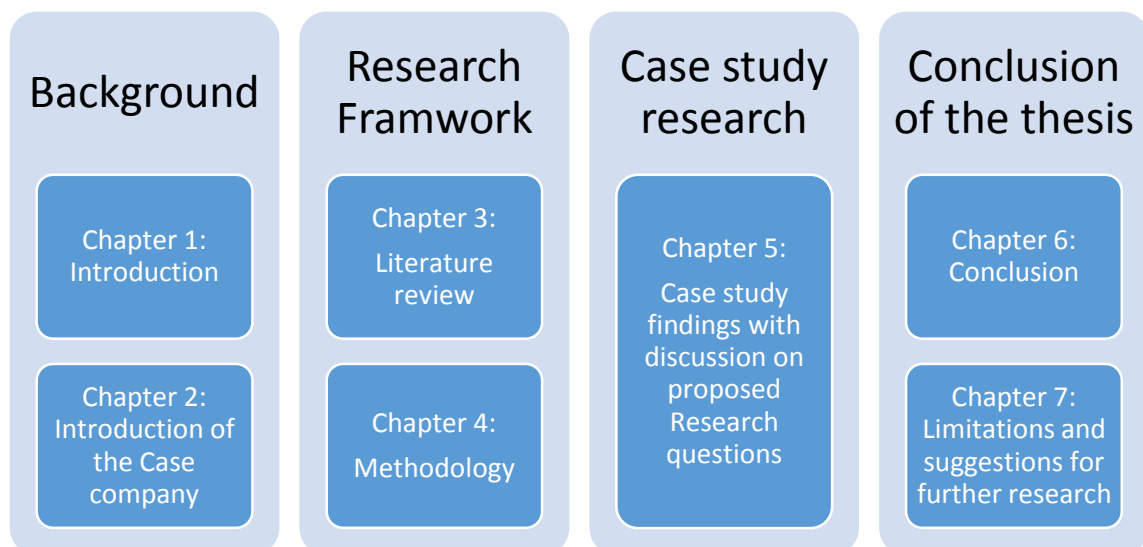 Background
Chapter 1:
Introduction
Chapter 2:
Introduction of
the Case
company
Research
Framwork
Chapter 3:
Literature
review
Chapter 4:
Methodology
Case study
research
Chapter 5:
Case study
findings with
discussion on
proposed
Research
questions
Conclusion
of the thesis
Chapter 6:
Conclusion
Chapter 7:
Limitations and
suggestions for
further research